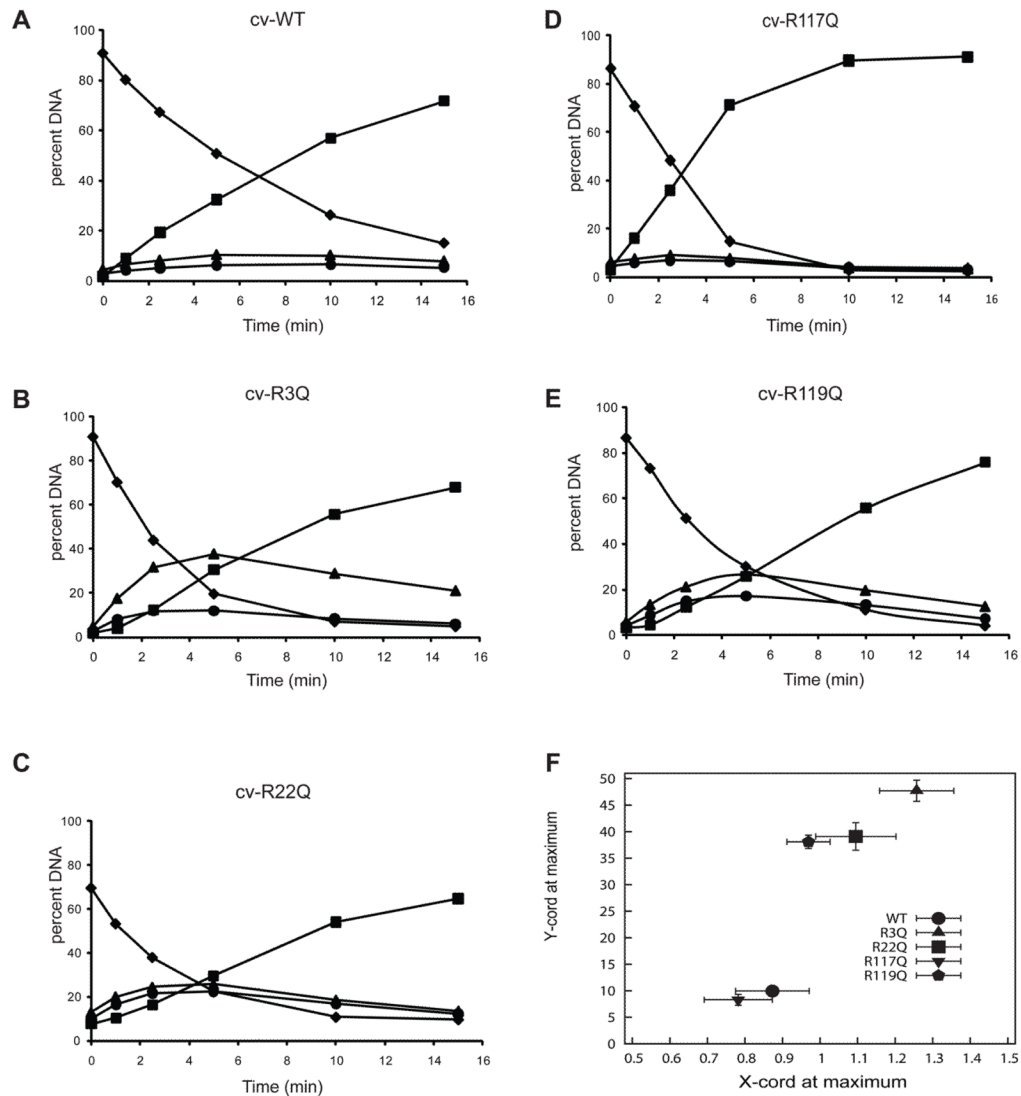 A
cv-WT
100
80
60
40
20
0
percent DNA
0 2 4 6 8 10 12 14 16
Time (min)
B
cv-R3Q
100
80
60
40
20
0
percent DNA
0 2 4 6 8 10 12 14 16
Time (min)
C
cv-R22Q
100
80
60
40
20
0
percent DNA
0 2 4 6 8 10 12 14 16
Time (min)
D
cv-R117Q
100
80
60
40
20
0
percent DNA
0 2 4 6 8 10 12 14 16
Time (min)
E
cv-R119Q
100
80
60
40
20
0
percent DNA
0 2 4 6 8 10 12 14 16
Time (min)
F
50
45
40
35
30
25
20
15
10
5
0
Y-cord at maximum
WT
R3Q
R22Q
R117Q
R119Q
0.5 0.6 0.7 0.8 0.9 1 1.1 1.2 1.3 1.4 1.5
X-cord at maximum